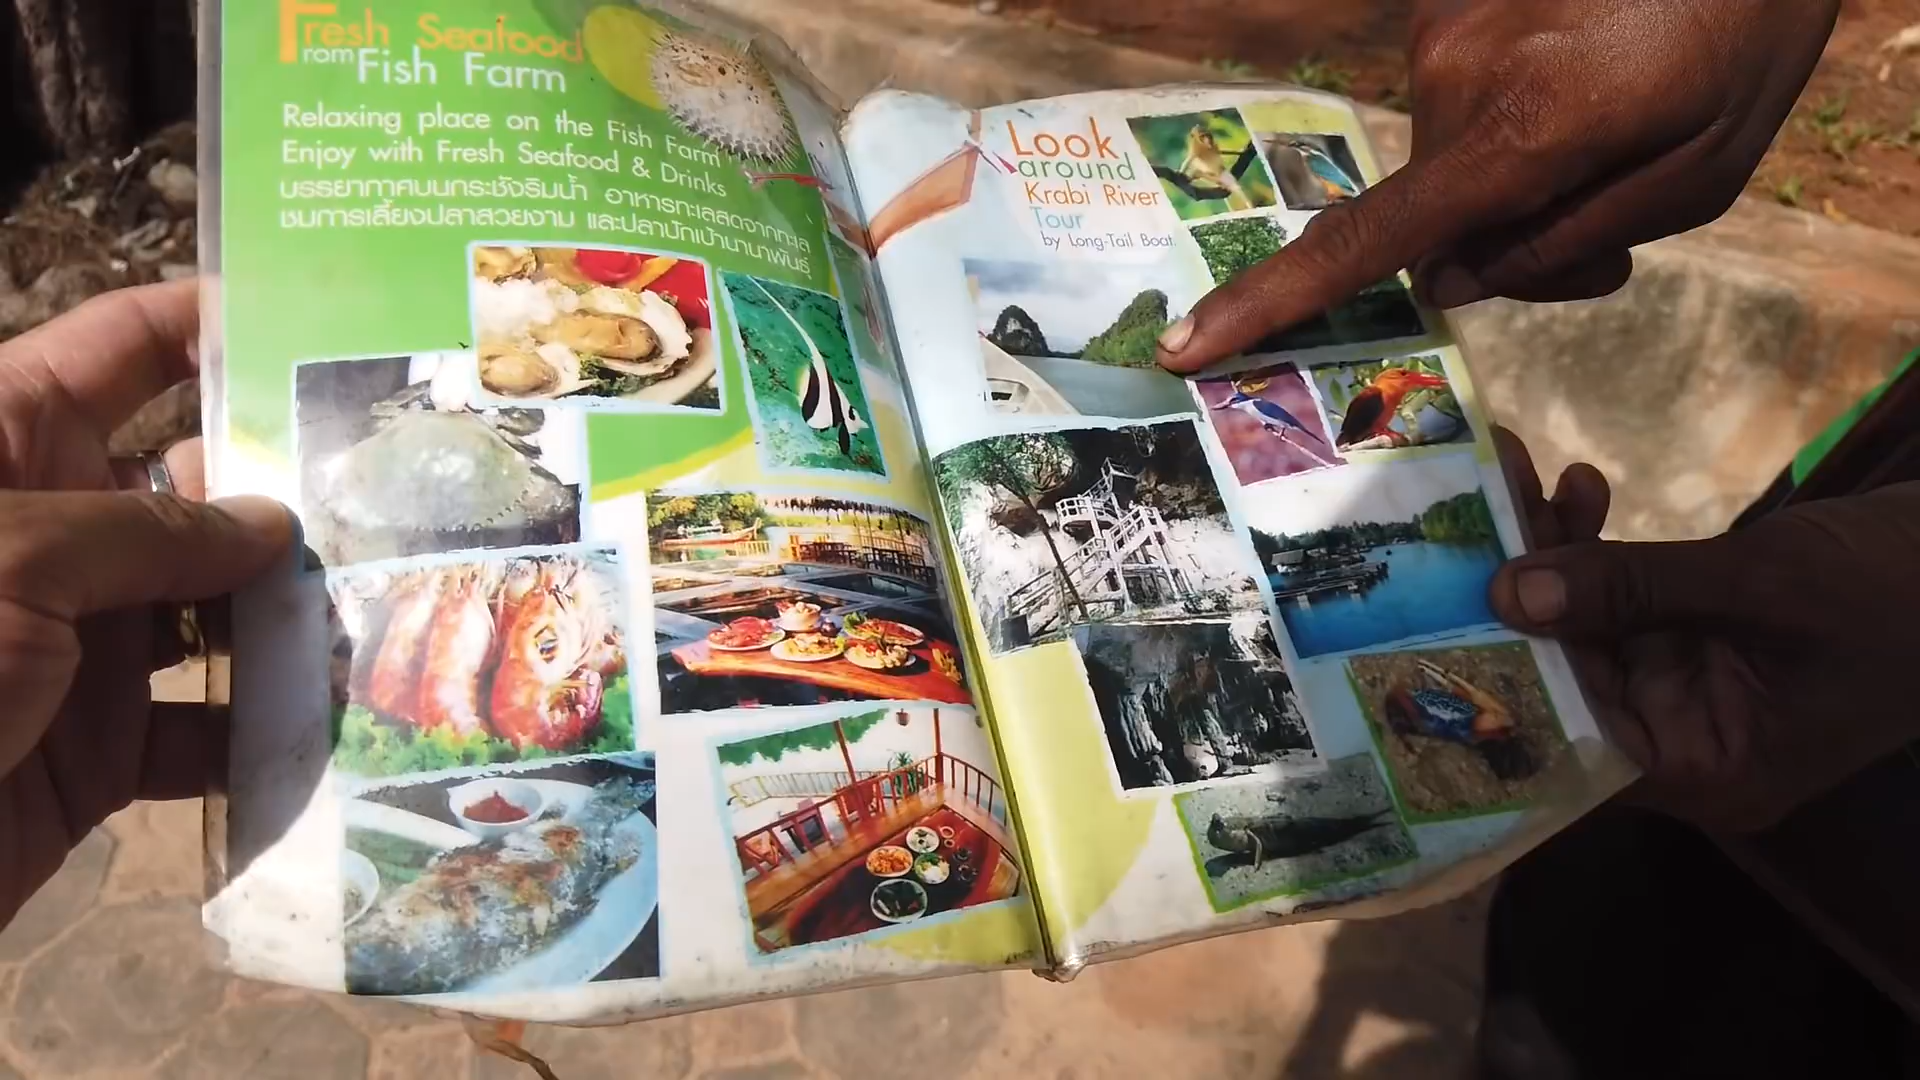 Fresh Seafood
From Fish Farm
Relaxing place on the Fish Farm
Enjoy with Fresh Seafood & Drinks
บรรยากาศบนกระชังริมน้ำ อาหารทะเลสดจากทะเล
ชมการเลี้ยงปลาสวยงาม และปลาปักเป้านานาพันธุ์
Look
around
Krabi River
Tour
by Long-Tail Boat.